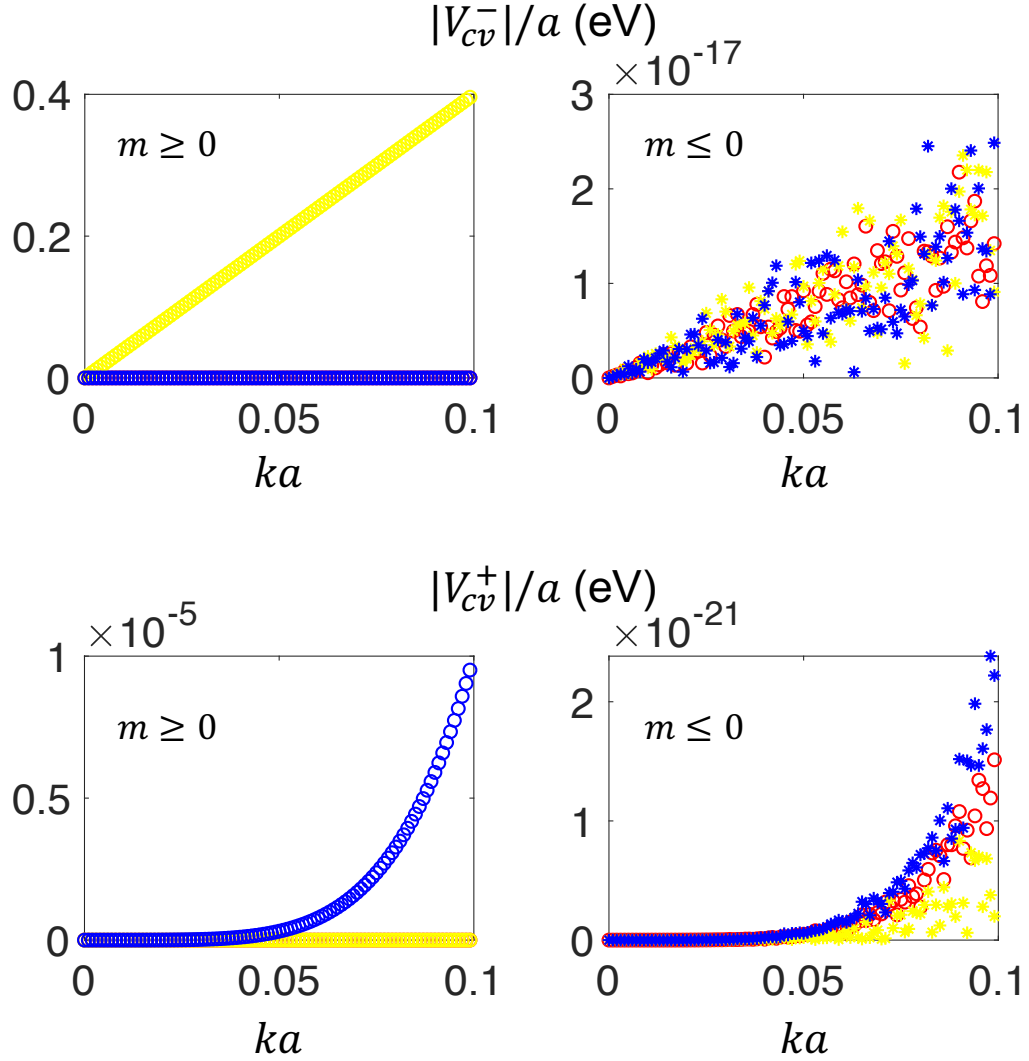 |V_{cv}^{-}|/a (eV)
×10^{-17}
0.4
0.2
0
m ≥ 0
0 0.05 0.1
ka
3
2
1
0
m ≤ 0
0 0.05 0.1
ka
|V_{cv}^{+}|/a (eV)
×10^{-5}
1
0.5
0
m ≥ 0
0 0.05 0.1
ka
×10^{-21}
2
1
0
m ≤ 0
0 0.05 0.1
ka